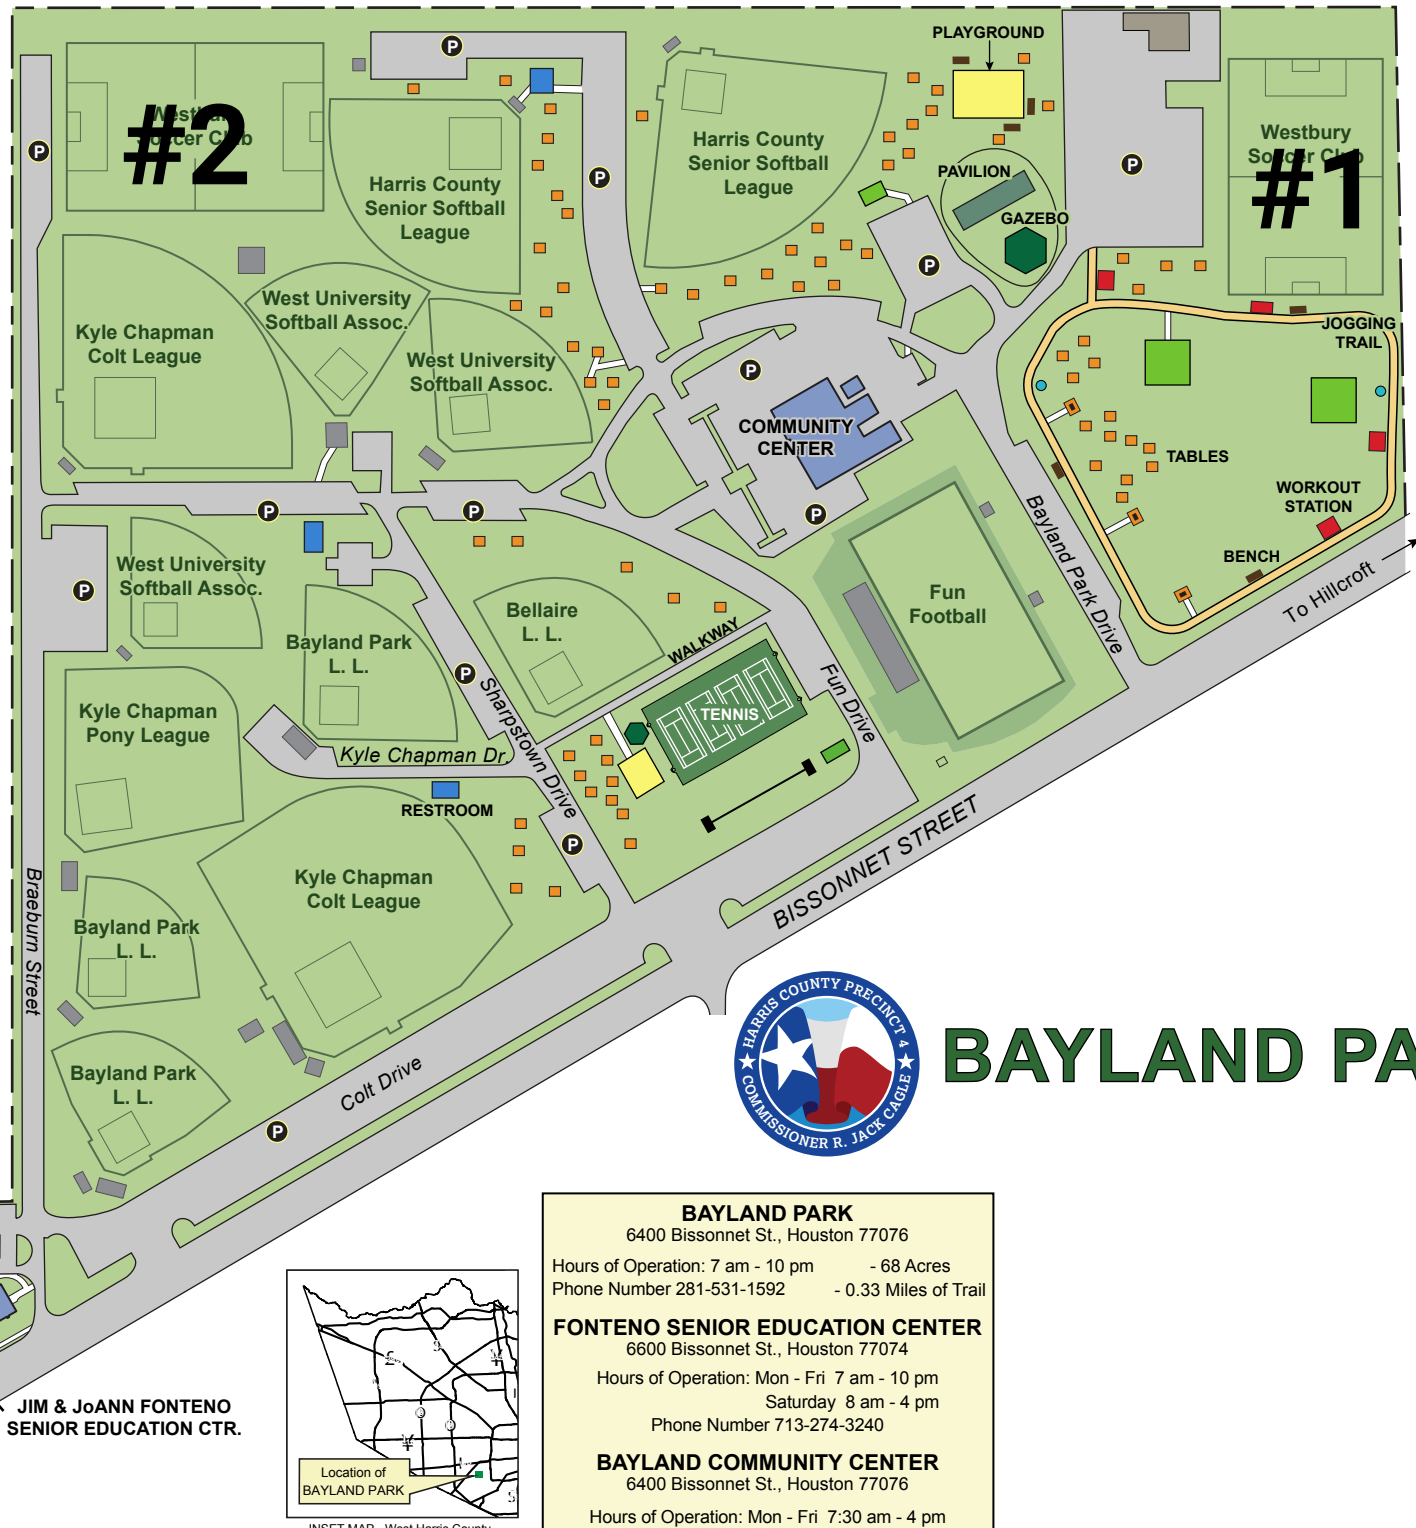 PLAYGROUND
P
P
#2
Westbury
Soccer Club
Harris County
Senior Softball
League
Harris County
Senior Softball
League
P
PAVILION
GAZEBO
P
P
Westbury
Soccer Club
#1
Kyle Chapman
Colt League
West University
Softball Assoc.
West University
Softball Assoc.
P
P
COMMUNITY
CENTER
JOGGING
TRAIL
TABLES
WORKOUT
STATION
BENCH
To Hillcroft
P
P
P
P
West University
Softball Assoc.
Bayland Park
L. L.
Bellaire
L. L.
WALKWAY
Fun
Football
Bayland Park Drive
Kyle Chapman
Pony League
P
Sharpstown Drive
TENNIS
Fun Drive
Kyle Chapman Dr.
RESTROOM
P
BISSONNET STREET
Braeburn Street
Kyle Chapman
Colt League
Bayland Park
L. L.
Bayland Park
L. L.
Colt Drive
P
HARRIS COUNTY PRECINCT 4
COMMISSIONER R. JACK CAGLE
BAYLAND PA
BAYLAND PARK
6400 Bissonnet St., Houston 77076
Hours of Operation: 7 am - 10 pm - 68 Acres
Phone Number 281-531-1592 - 0.33 Miles of Trail
FONTENO SENIOR EDUCATION CENTER
6600 Bissonnet St., Houston 77074
Hours of Operation: Mon - Fri 7 am - 10 pm
Saturday 8 am - 4 pm
Phone Number 713-274-3240
BAYLAND COMMUNITY CENTER
6400 Bissonnet St., Houston 77076
Hours of Operation: Mon - Fri 7:30 am - 4 pm
JIM & JoANN FONTENO
SENIOR EDUCATION CTR.
Location of
BAYLAND PARK
INSET MAP - West Harris County